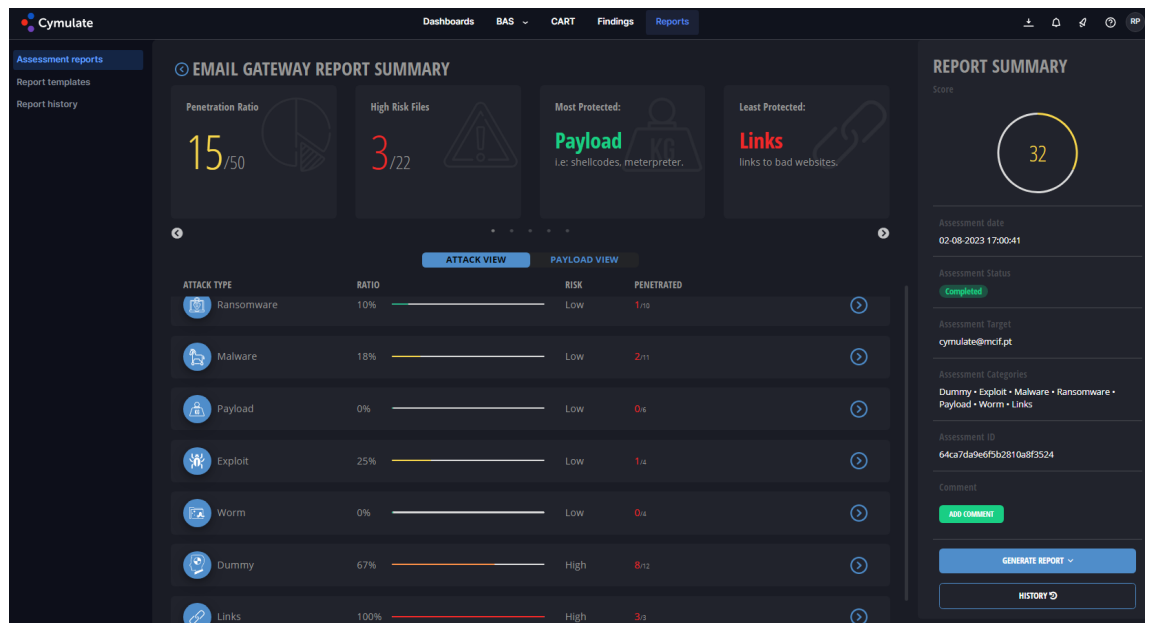 Cymulate
Dashboards BAS CART Findings Reports
RP
Assessment reports
Report templates
Report history
EMAIL GATEWAY REPORT SUMMARY
Penetration Ratio
15/50
High Risk Files
3/22
Most Protected:
Payload
i.e: shellcodes, meterpreter.
KG
Least Protected:
Links
links to bad websites.
ATTACK VIEW PAYLOAD VIEW
ATTACK TYPE RATIO RISK PENETRATED
Ransomware 10% Low 1/10
Malware 18% Low 2/11
Payload 0% Low 0/6
Exploit 25% Low 1/4
Worm 0% Low 0/4
Dummy 67% High 8/12
Links 100% High 3/3
REPORT SUMMARY
Score
32
Assessment date
02-08-2023 17:00:41
Assessment Status
Completed
Assessment Target
cymulate@mcif.pt
Assessment Categories
Dummy • Exploit • Malware • Ransomware •
Payload • Worm • Links
Assessment ID
64ca7da9e6f5b2810a8f3524
Comment
ADD COMMENT
GENERATE REPORT
HISTORY